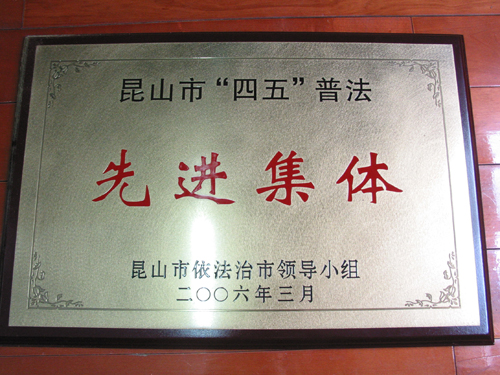 昆山市“四五”普法
先进集体
昆山市依法治市领导小组
二〇〇六年三月